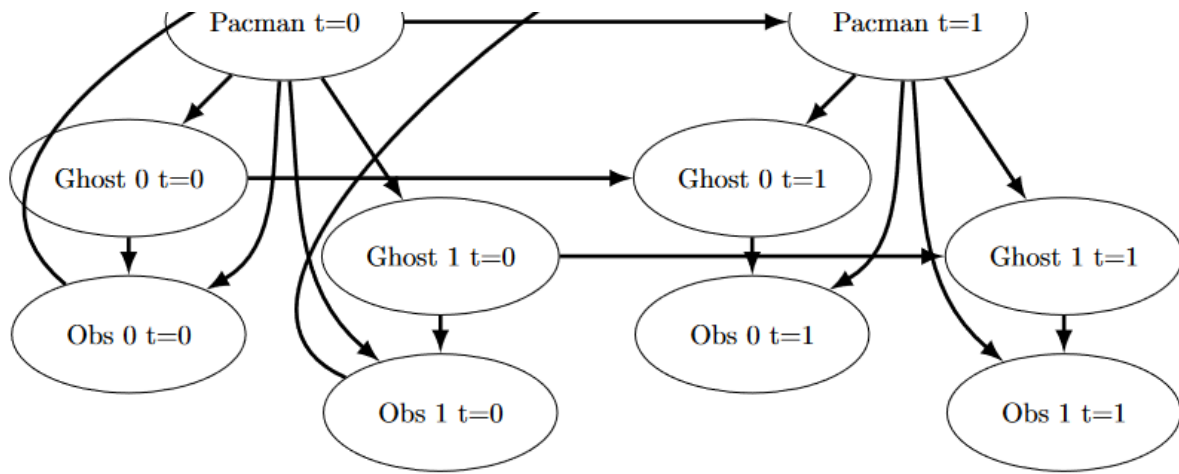 Pacman t=0
Pacman t=1
Ghost 0 t=0
Ghost 0 t=1
Ghost 1 t=0
Ghost 1 t=1
Obs 0 t=0
Obs 0 t=1
Obs 1 t=0
Obs 1 t=1